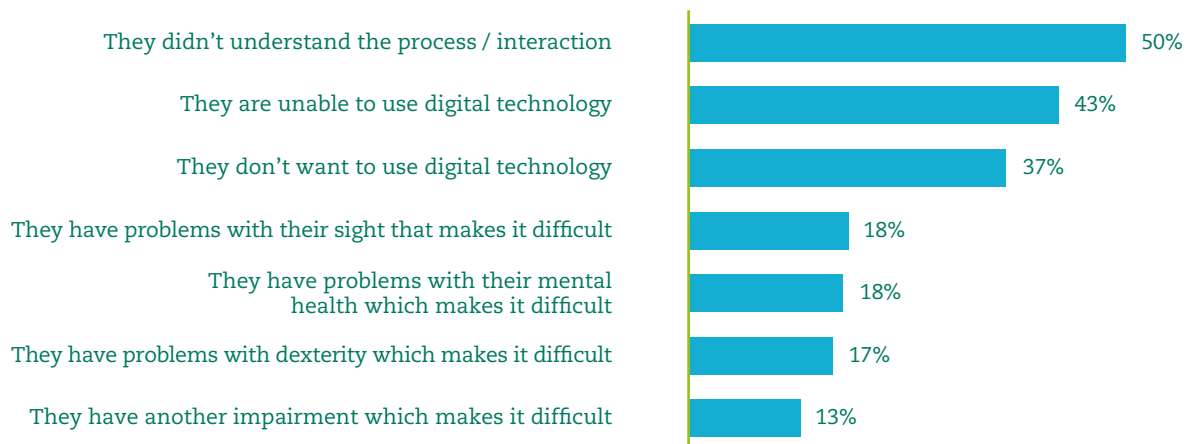 They didn’t understand the process / interaction 50%
They are unable to use digital technology 43%
They don’t want to use digital technology 37%
They have problems with their sight that makes it difficult 18%
They have problems with their mental
health which makes it difficult 18%
They have problems with dexterity which makes it difficult 17%
They have another impairment which makes it difficult 13%